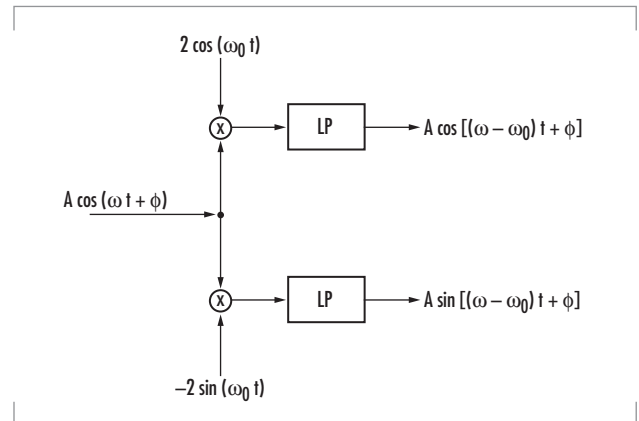 2 cos (ω₀ t)
X
LP
A cos [(ω – ω₀) t + ϕ]
A cos (ω t + ϕ)
X
LP
A sin [(ω – ω₀) t + ϕ]
–2 sin (ω₀ t)